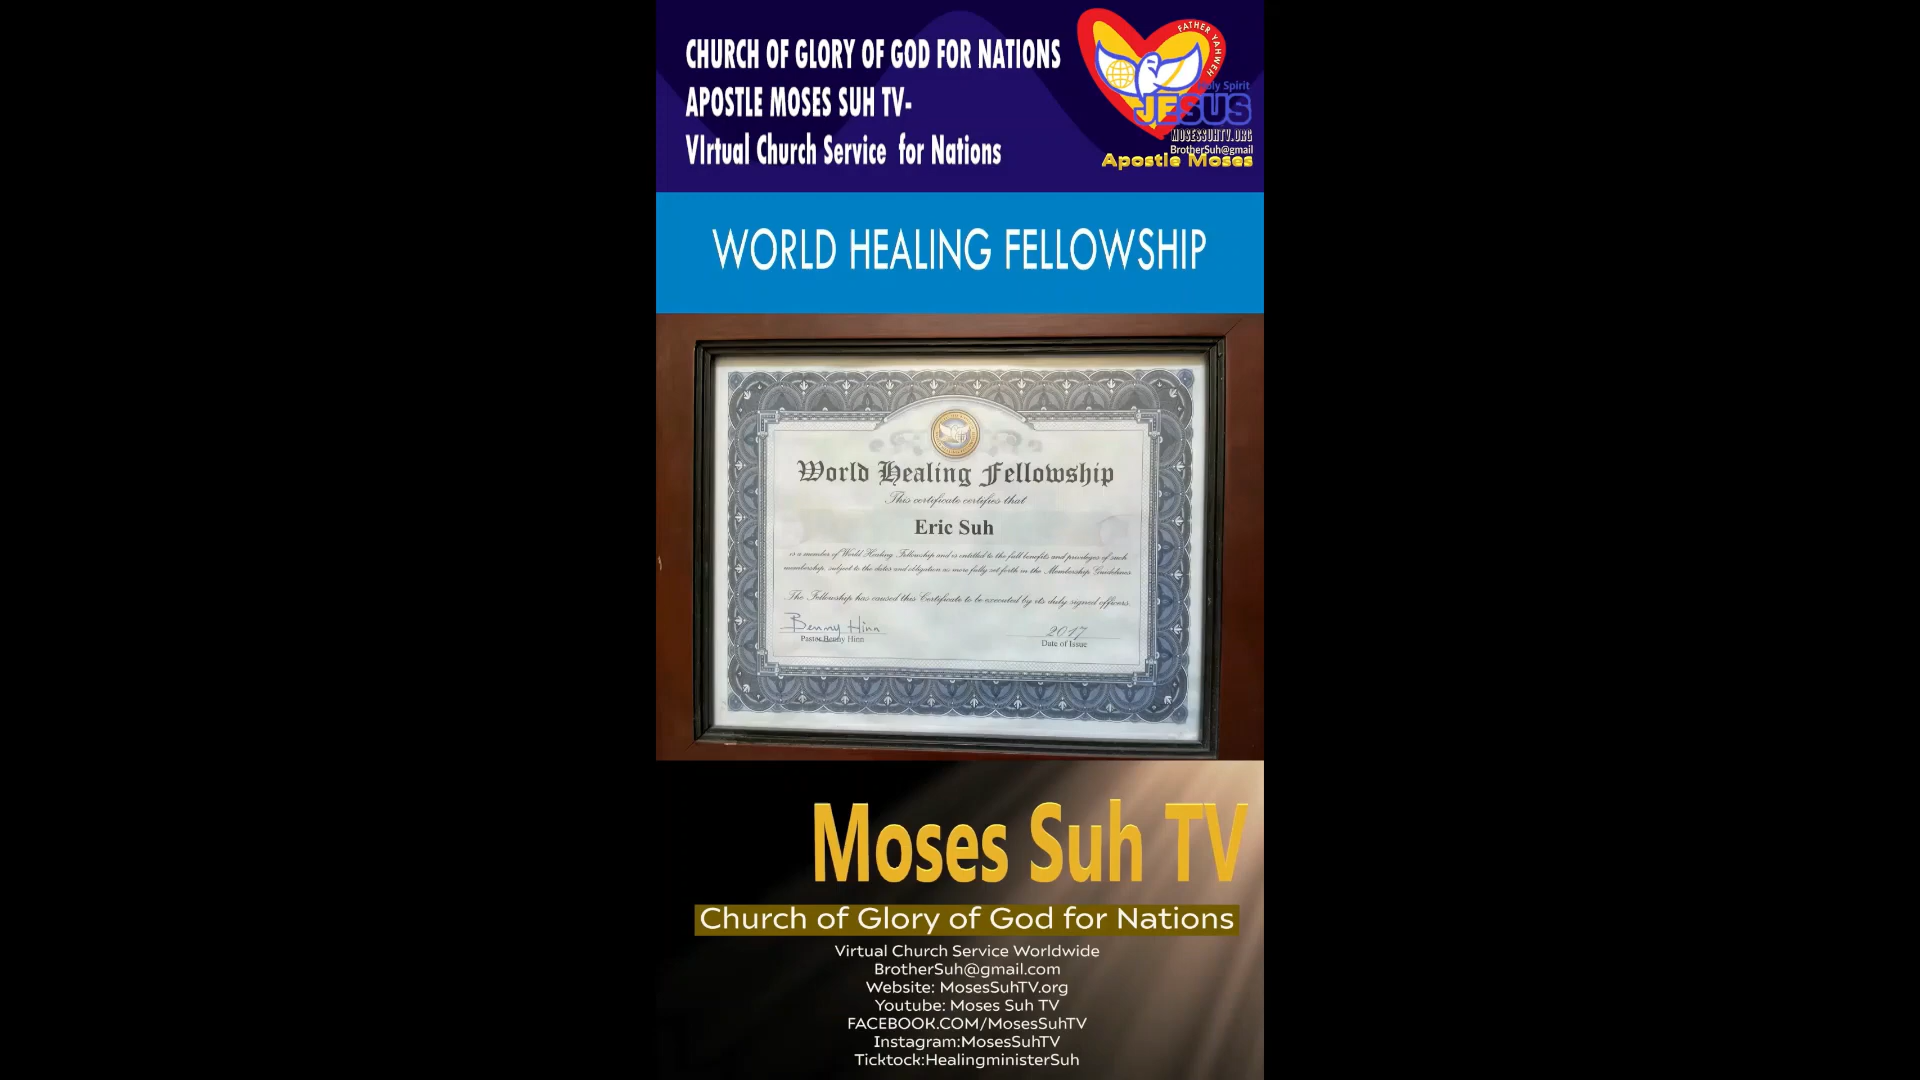 CHURCH OF GLORY OF GOD FOR NATIONS
APOSTLE MOSES SUH TV-
VIrtual Church Service for Nations
FATHER YAHWEH
oly Spirit
JESUS
MOSESSUHTV.ORG
BrotherSuh@gmail
Apostle Moses
WORLD HEALING FELLOWSHIP
World Healing Fellowship
This certificate certifies that
Eric Suh
is a member of World Healing Fellowship and is entitled to the full benefits and privileges of such
membership, subject to the dates and obligation as more fully set forth in the Membership Guidelines
The Fellowship has caused this Certificate to be executed by its duly signed officers.
Benny Hinn
2017
Pastor Benny Hinn
Date of Issue
Moses Suh TV
Church of Glory of God for Nations
Virtual Church Service Worldwide
BrotherSuh@gmail.com
Website: MosesSuhTV.org
Youtube: Moses Suh TV
FACEBOOK.COM/MosesSuhTV
Instagram:MosesSuhTV
Ticktock:HealingministerSuh